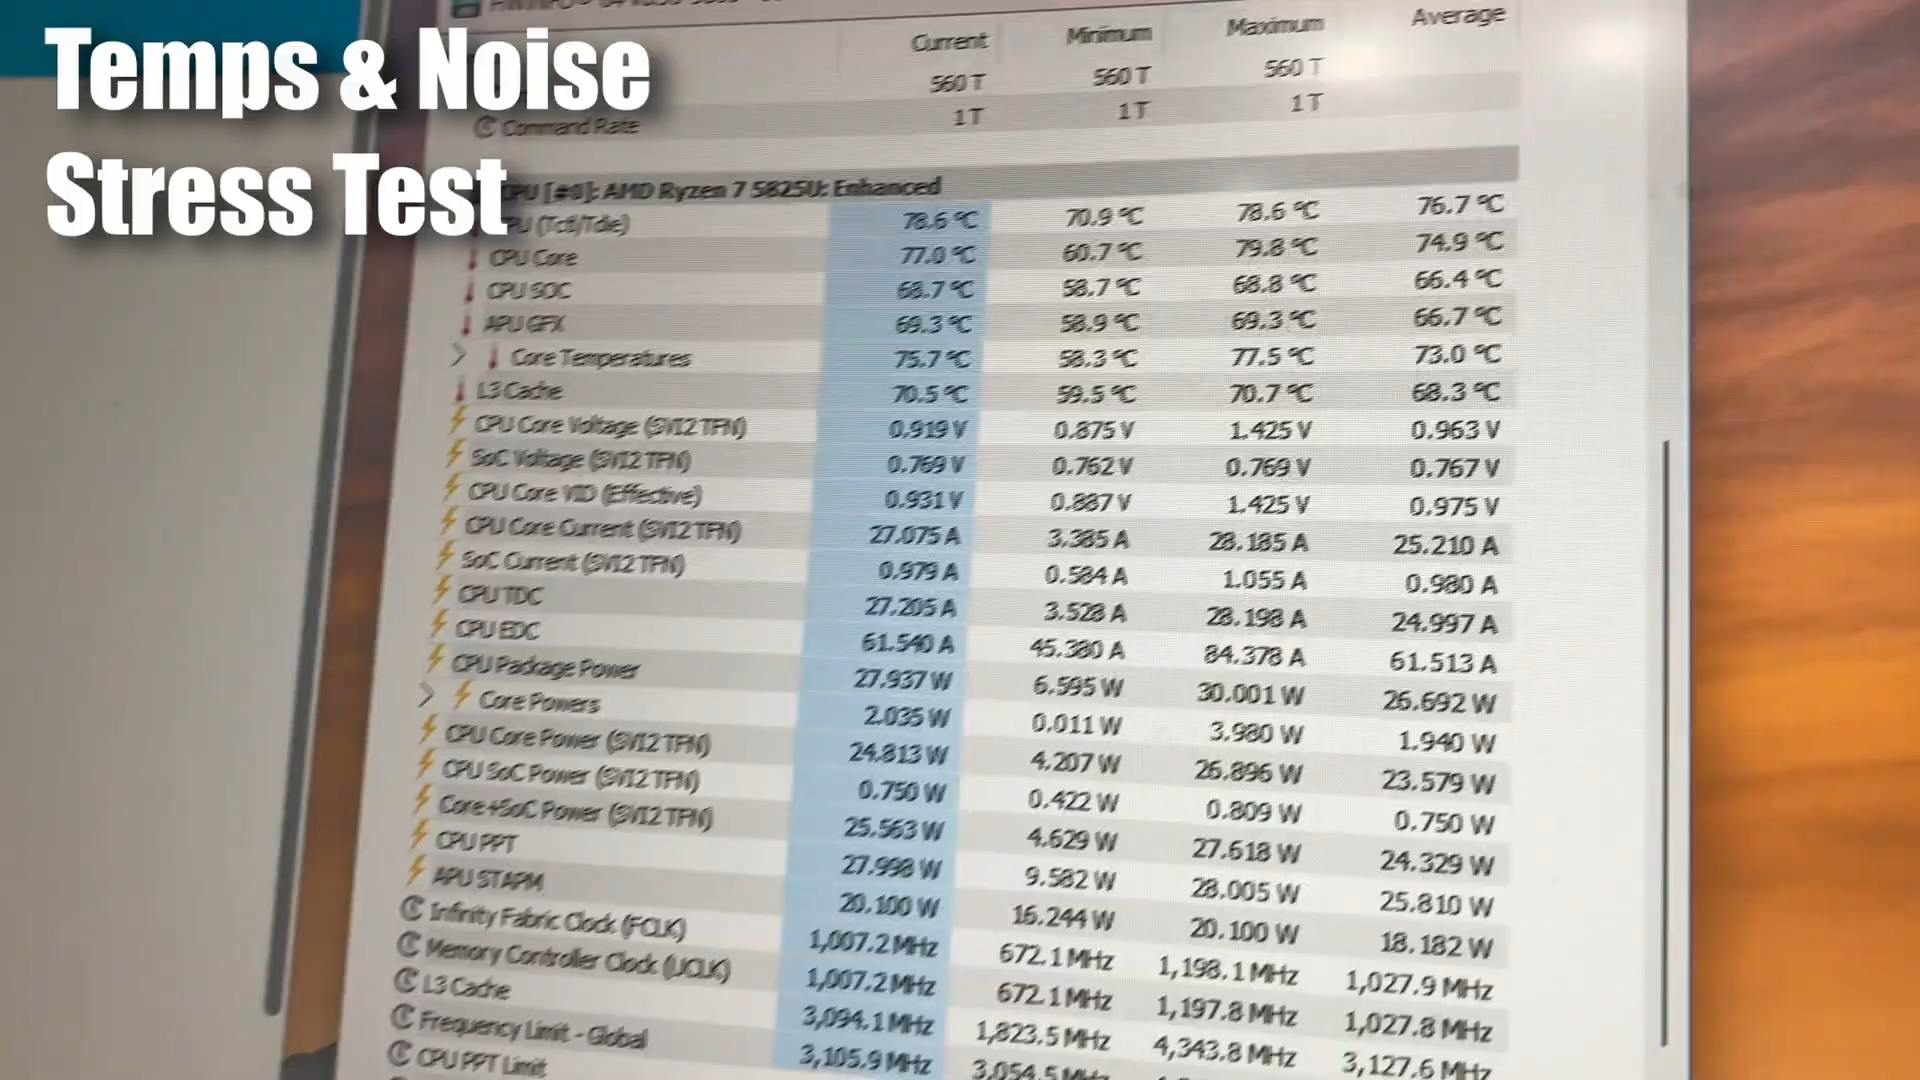 Temps & Noise
Stress Test
Current Minimum Maximum Average
560 T 560 T 560 T
Command Rate 1 T 1 T 1 T
CPU [#0]: AMD Ryzen 7 5825U: Enhanced
CPU (Tctl/Tdie) 78.6 °C 70.9 °C 78.6 °C 76.7 °C
CPU Core 77.0 °C 60.7 °C 79.8 °C 74.9 °C
CPU SOC 68.7 °C 58.7 °C 68.8 °C 66.4 °C
APU GFX 69.3 °C 58.9 °C 69.3 °C 66.7 °C
Core Temperatures 75.7 °C 58.3 °C 77.5 °C 73.0 °C
L3 Cache 70.5 °C 59.5 °C 70.7 °C 68.3 °C
CPU Core Voltage (SVI2 TFN) 0.919 V 0.875 V 1.425 V 0.963 V
SoC Voltage (SVI2 TFN) 0.769 V 0.762 V 0.769 V 0.767 V
CPU Core VID (Effective) 0.931 V 0.887 V 1.425 V 0.975 V
CPU Core Current (SVI2 TFN) 27.075 A 3.385 A 28.185 A 25.210 A
SoC Current (SVI2 TFN) 0.979 A 0.584 A 1.055 A 0.980 A
CPU TDC 27.205 A 3.528 A 28.198 A 24.997 A
CPU EDC 61.540 A 45.380 A 84.378 A 61.513 A
CPU Package Power 27.937 W 6.595 W 30.001 W 26.692 W
Core Powers 2.035 W 0.011 W 3.980 W 1.940 W
CPU Core Power (SVI2 TFN) 24.813 W 4.207 W 26.896 W 23.579 W
CPU SoC Power (SVI2 TFN) 0.750 W 0.422 W 0.809 W 0.750 W
Core+SoC Power (SVI2 TFN) 25.563 W 4.629 W 27.618 W 24.329 W
CPU PPT 27.998 W 9.582 W 28.005 W 25.810 W
APU STAPM 20.100 W 16.244 W 20.100 W 18.182 W
Infinity Fabric Clock (FCLK) 1,007.2 MHz 672.1 MHz 1,198.1 MHz 1,027.9 MHz
Memory Controller Clock (UCLK) 1,007.2 MHz 672.1 MHz 1,197.8 MHz 1,027.8 MHz
L3 Cache 3,094.1 MHz 1,823.5 MHz 4,343.8 MHz 3,127.6 MHz
Frequency Limit - Global 3,105.9 MHz 3,054.5 MHz
CPU PPT Limit